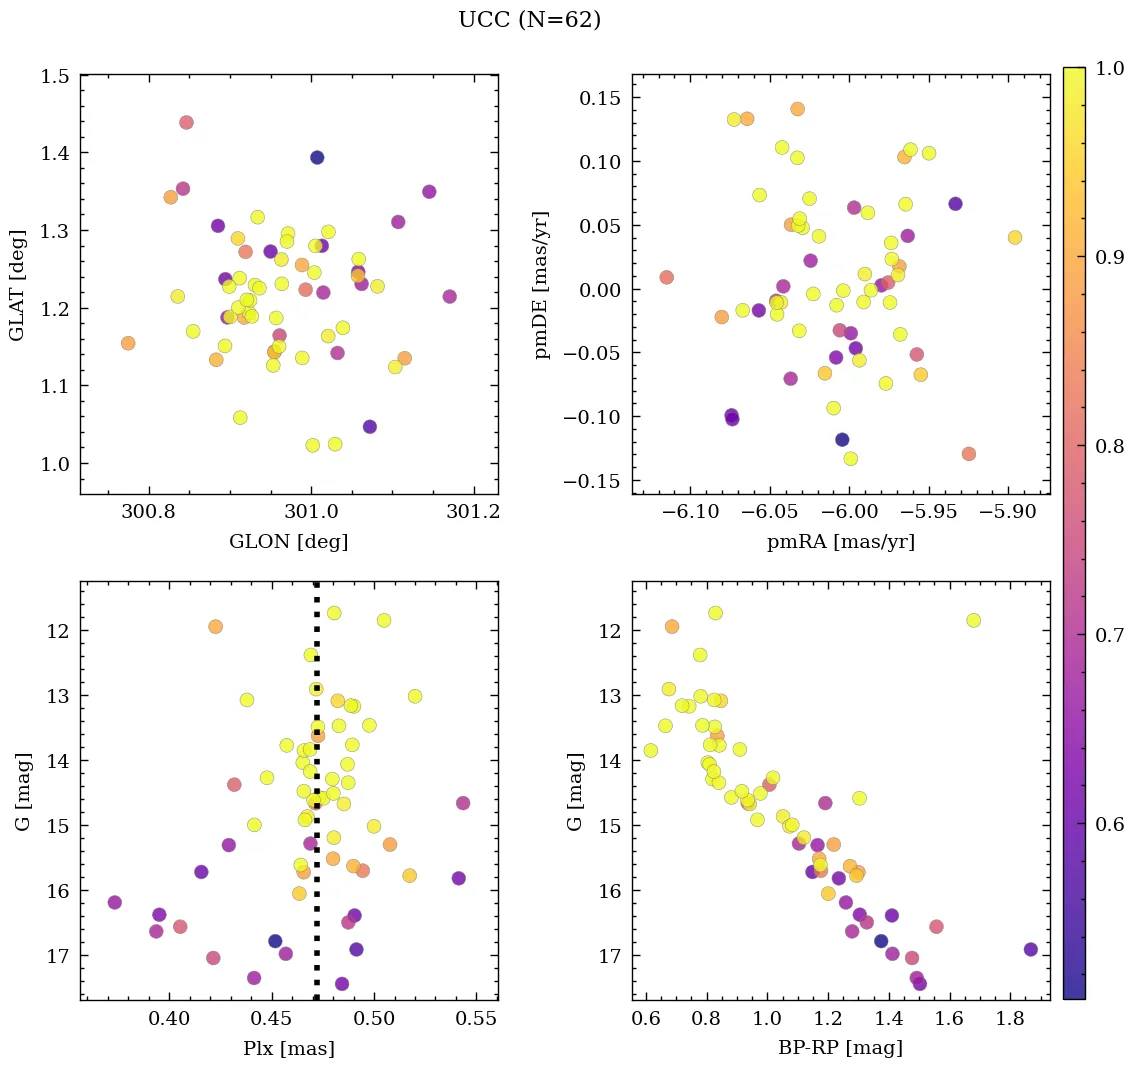 UCC (N=62)
1.5
1.4
1.3
1.2
1.1
1.0
GLAT [deg]
300.8 301.0 301.2
GLON [deg]
0.15
0.10
0.05
0.00
−0.05
−0.10
−0.15
pmDE [mas/yr]
−6.10 −6.05 −6.00 −5.95 −5.90
pmRA [mas/yr]
1.0
0.9
0.8
0.7
0.6
12
13
14
15
16
17
G [mag]
0.40 0.45 0.50 0.55
Plx [mas]
12
13
14
15
16
17
G [mag]
0.6 0.8 1.0 1.2 1.4 1.6 1.8
BP-RP [mag]